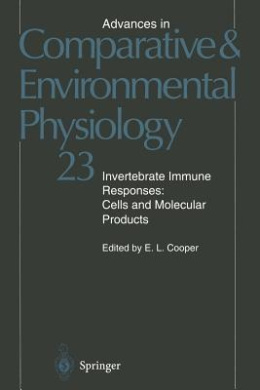 Advances in
Comparative &
Environmental
Physiology
23
Invertebrate Immune
Responses:
Cells and Molecular
Products
Edited by E. L. Cooper
Springer